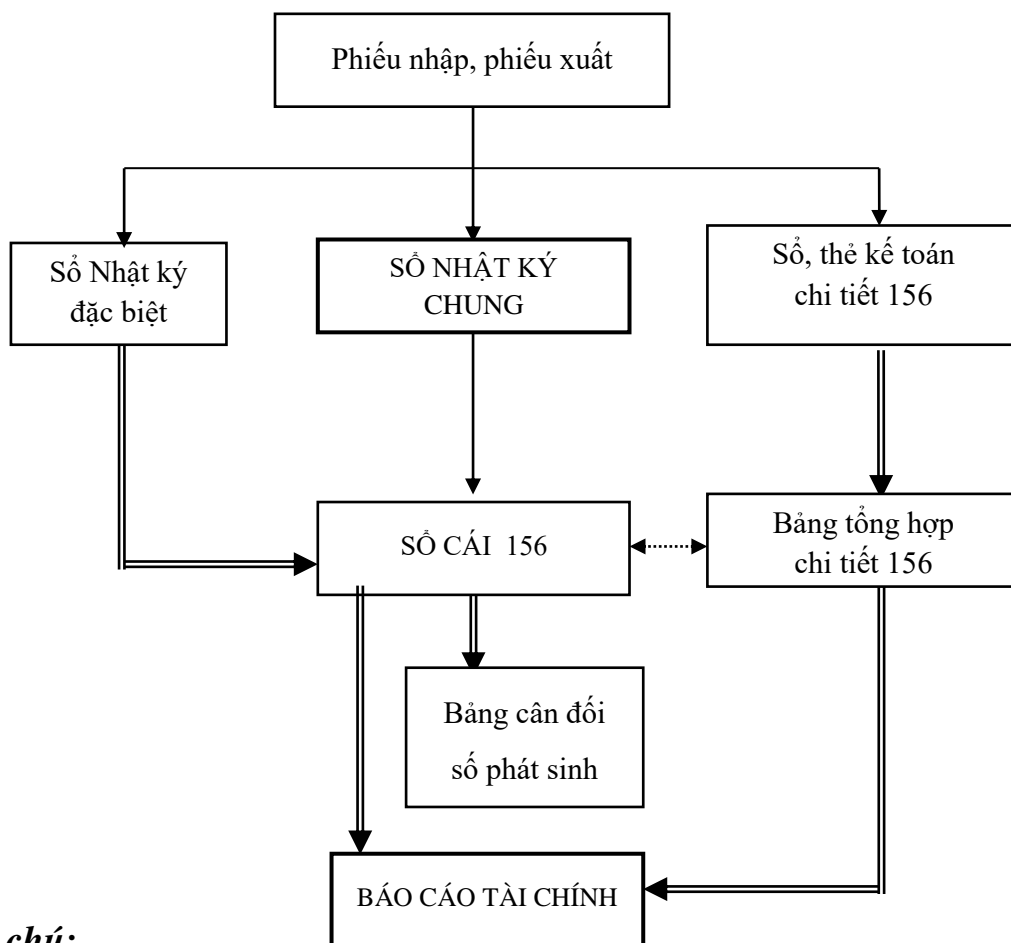 Phiếu nhập, phiếu xuất
Sổ Nhật ký
đặc biệt
SỔ NHẬT KÝ
CHUNG
Sổ, thẻ kế toán
chi tiết 156
SỔ CÁI 156
Bảng tổng hợp
chi tiết 156
Bảng cân đối
số phát sinh
BÁO CÁO TÀI CHÍNH
chú: